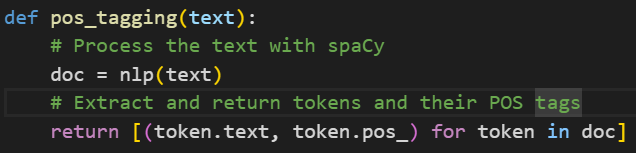 def pos_tagging(text):
    # Process the text with spaCy
    doc = nlp(text)
    # Extract and return tokens and their POS tags
    return [(token.text, token.pos_) for token in doc]